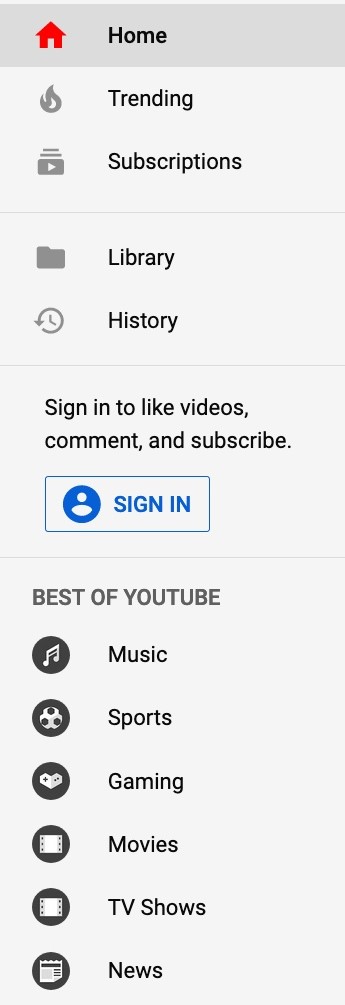 Home
Trending
Subscriptions
Library
History
Sign in to like videos,
comment, and subscribe.
SIGN IN
BEST OF YOUTUBE
Music
Sports
Gaming
Movies
TV Shows
News